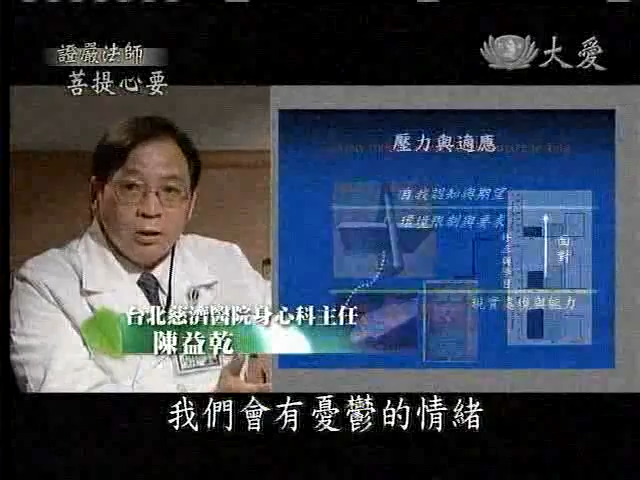 證嚴法師
菩提心要
大愛
壓力與適應
自我認知與期望
環境限制與要求
面對
現實表現與能力
台北慈濟醫院身心科主任
陳益乾
我們會有憂鬱的情緒